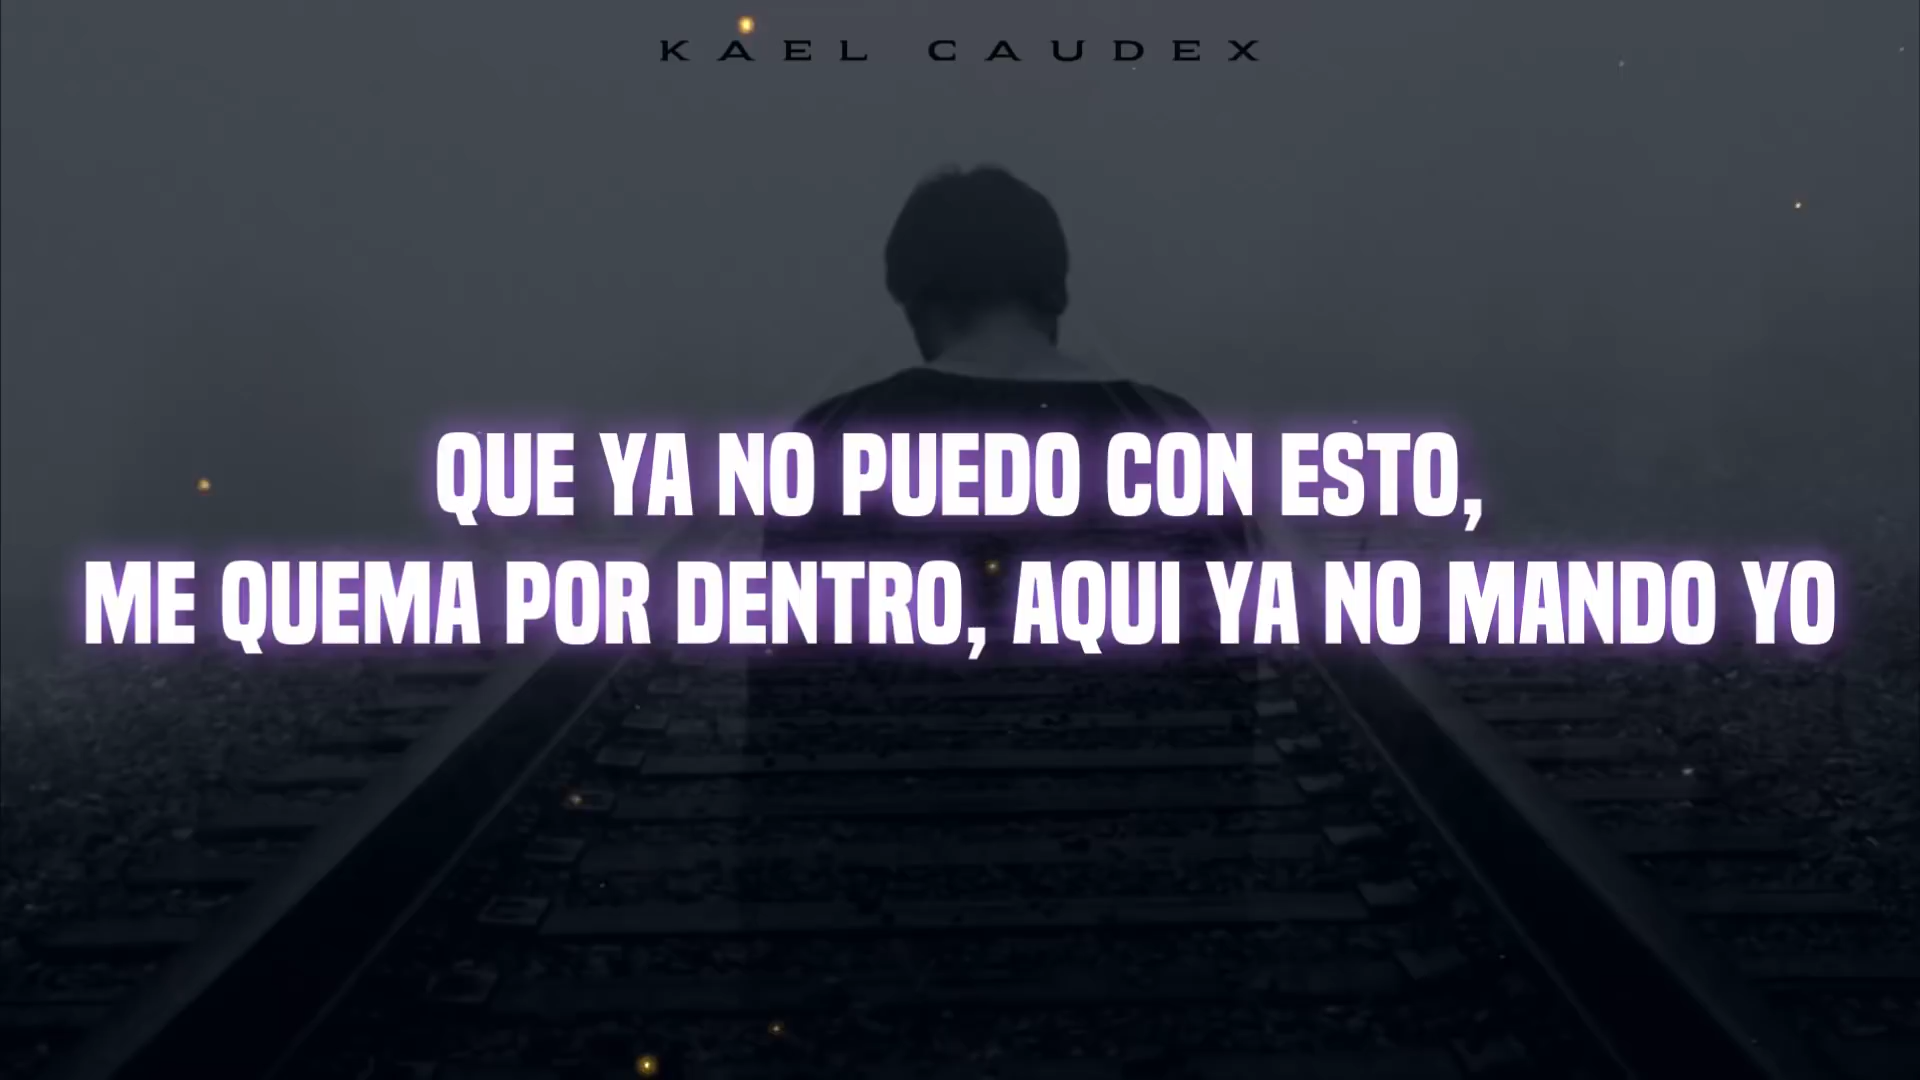 KAEL CAUDEX
QUE YA NO PUEDO CON ESTO,
ME QUEMA POR DENTRO, AQUI YA NO MANDO YO